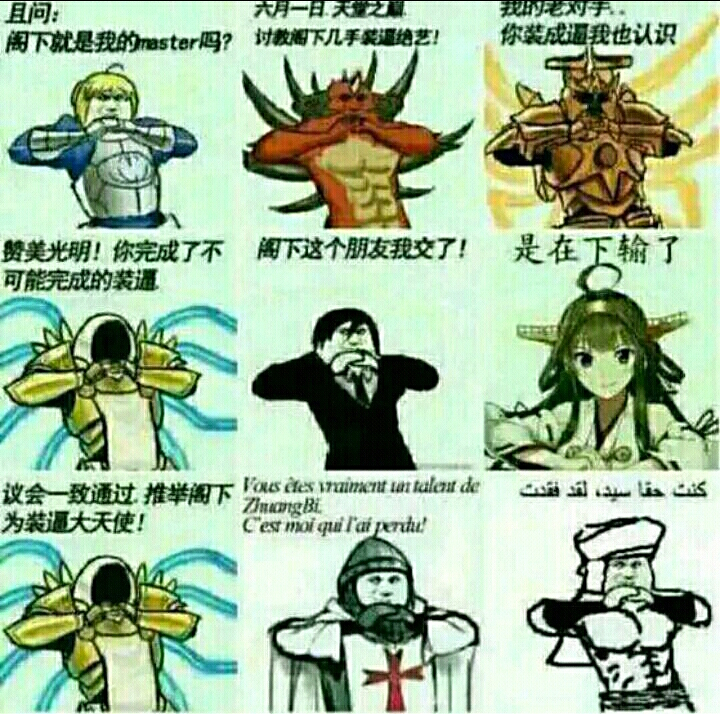 且问:
阁下就是我的master吗?
六月一日.天堂之巅.
讨教阁下几手装逼绝艺!
我的老对手..
你装成逼我也认识
赞美光明!你完成了不
可能完成的装逼.
阁下这个朋友我交了!
是在下输了
议会一致通过.推举阁下
为装逼大天使!
Vous êtes vraiment un talent de
ZhuangBi.
C'est moi qui l'ai perdu!
كنت حقا سيد، لقد فقدت